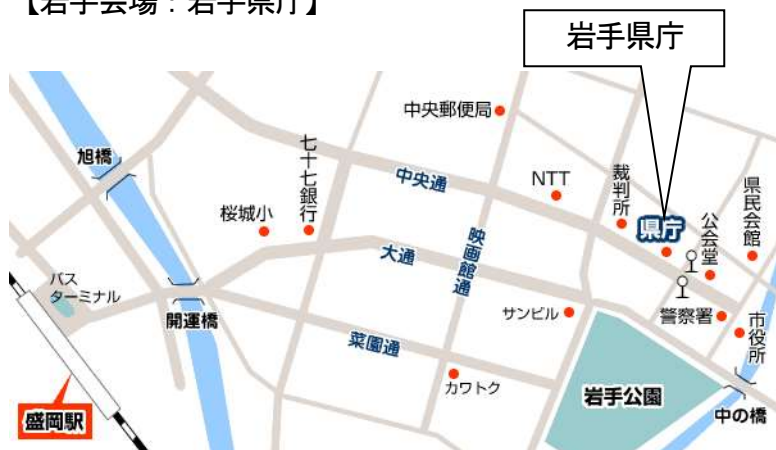 【岩手会場：岩手県庁】
岩手県庁
中央郵便局
旭橋
七十七銀行
中央通
NTT
裁判所
県民会館
桜城小
映画館通
県庁
公会堂
大通
バス
ターミナル
開運橋
サンビル
警察署
市役所
菜園通
カワトク
岩手公園
盛岡駅
中の橋